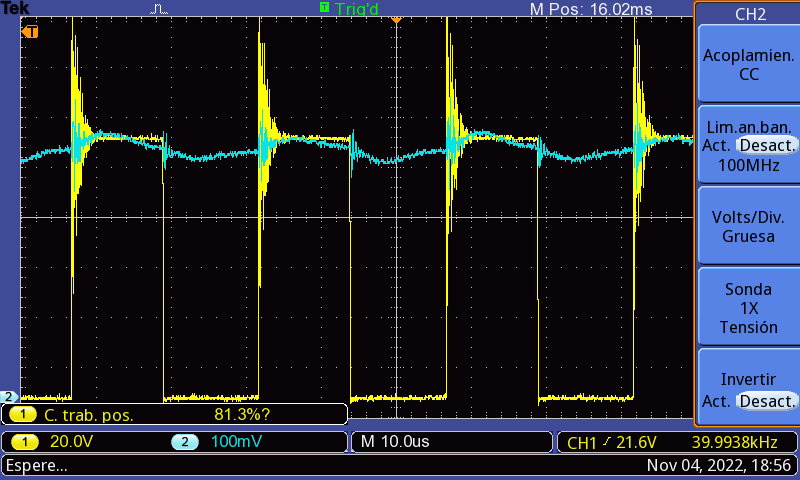 Tek
T Trig'd
M Pos: 16.02ms
CH2
T
Acoplamien.
CC
Lim.an.ban.
Act. Desact.
100MHz
Volts/Div.
Gruesa
Sonda
1X
Tensión
Invertir
Act. Desact.
2
1 C. trab. pos. 81.3%?
1 20.0V 2 100mV M 10.0us CH1 21.6V 39.9938kHz
Espere... Nov 04, 2022, 18:56